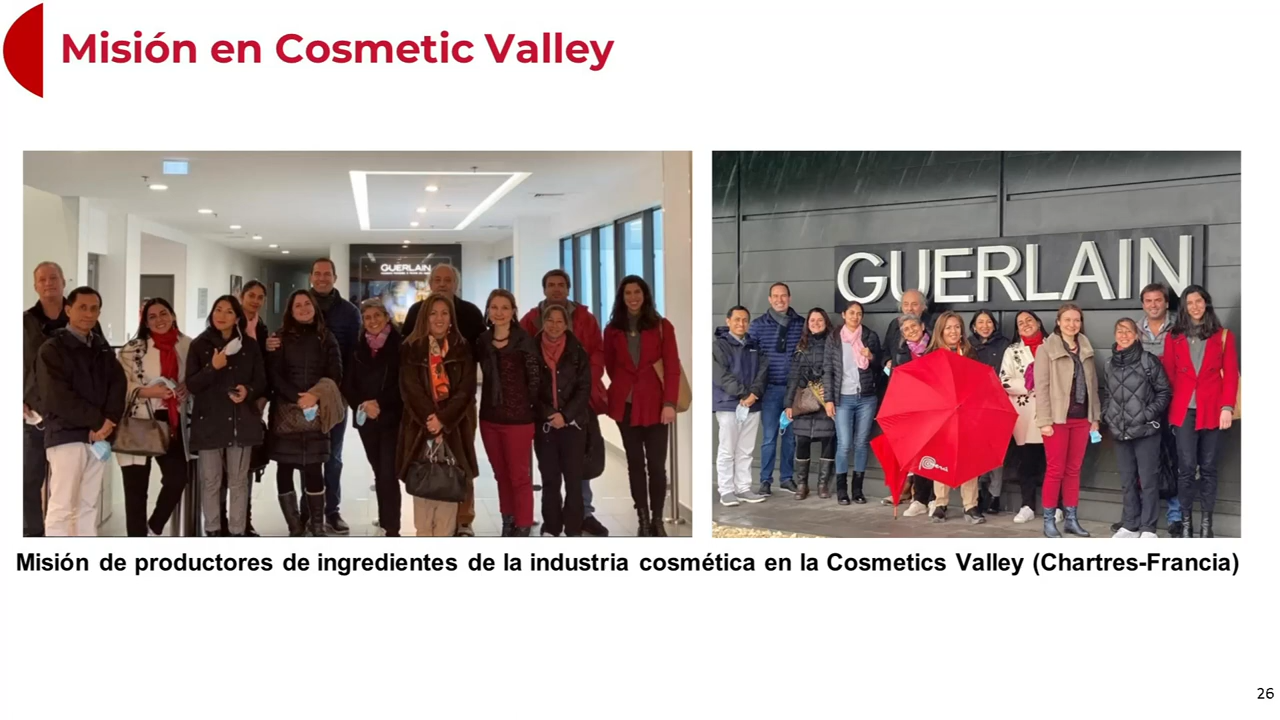 Misión en Cosmetic Valley
GUERLAIN
GUERLAIN
Perú
Misión de productores de ingredientes de la industria cosmética en la Cosmetics Valley (Chartres-Francia)
26